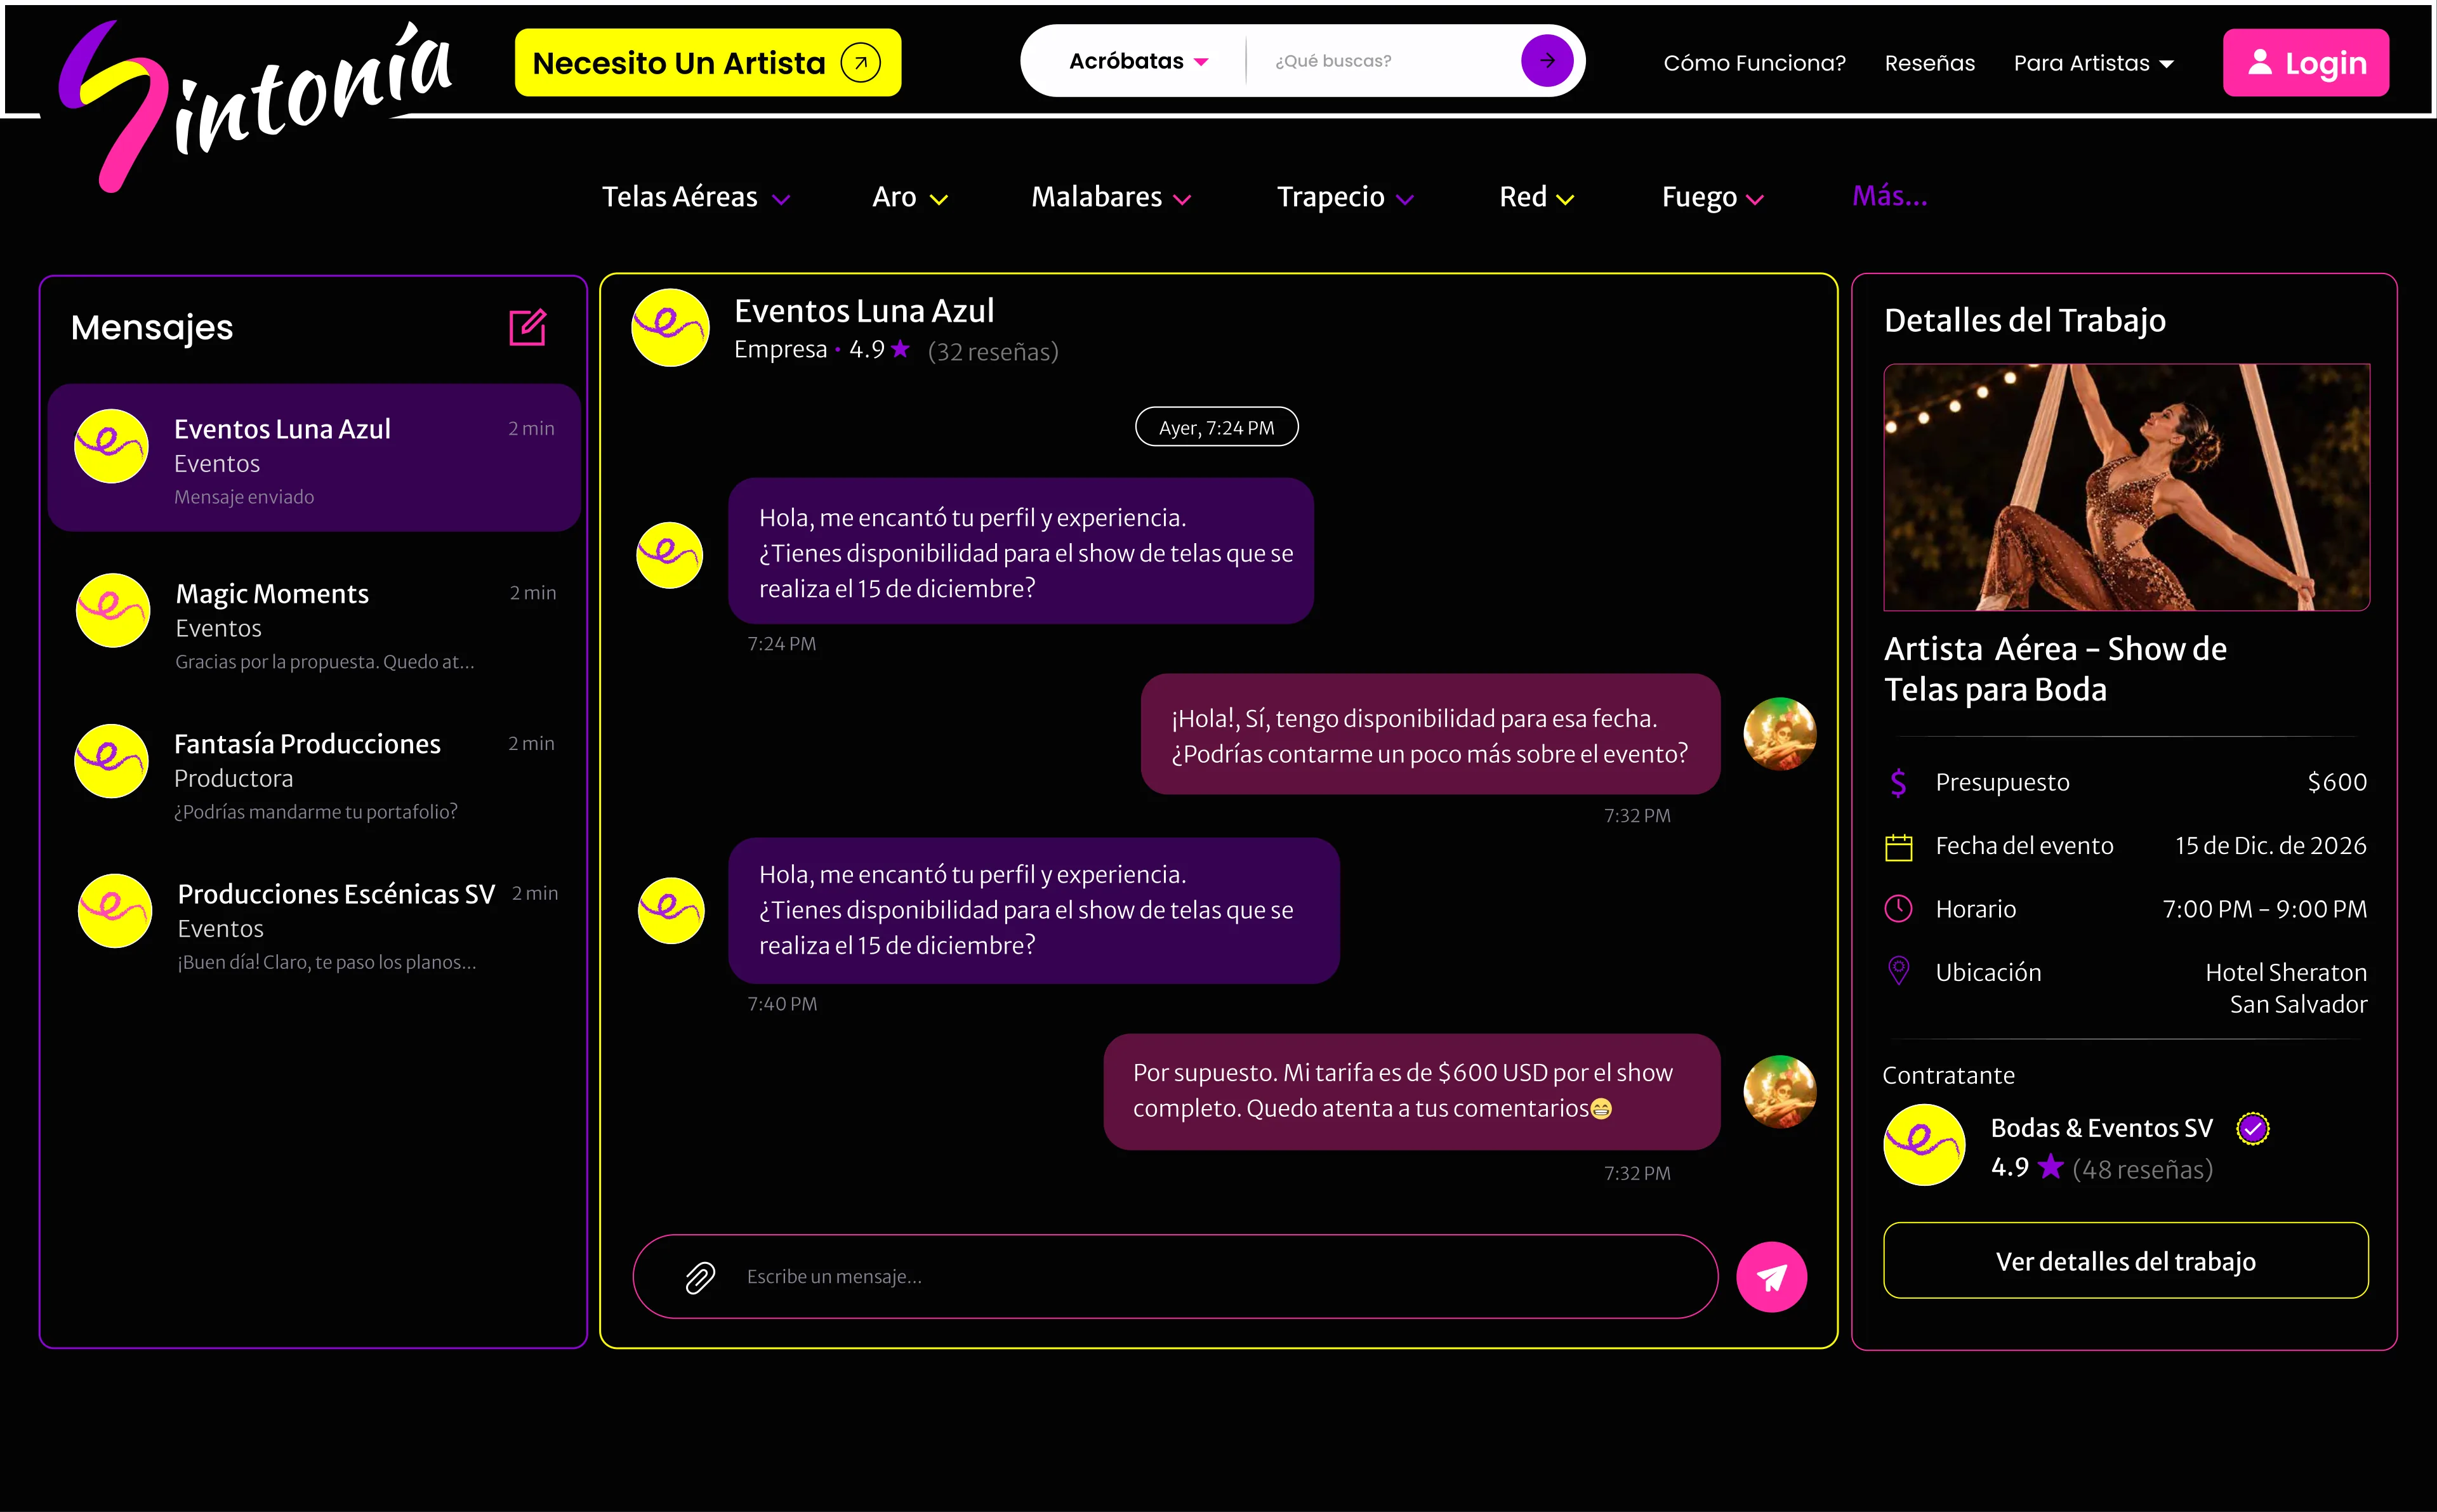 Sintonía
Necesito Un Artista
Acróbatas
¿Qué buscas?
Cómo Funciona?
Reseñas
Para Artistas
Login
Telas Aéreas
Aro
Malabares
Trapecio
Red
Fuego
Más...
Mensajes
Eventos Luna Azul
2 min
Eventos
Mensaje enviado
Magic Moments
2 min
Eventos
Gracias por la propuesta. Quedo at...
Fantasía Producciones
2 min
Productora
¿Podrías mandarme tu portafolio?
Producciones Escénicas SV
2 min
Eventos
¡Buen día! Claro, te paso los planos...
Eventos Luna Azul
Empresa • 4.9 ★ (32 reseñas)
Ayer, 7:24 PM
Hola, me encantó tu perfil y experiencia.
¿Tienes disponibilidad para el show de telas que se
realiza el 15 de diciembre?
7:24 PM
¡Hola!, Sí, tengo disponibilidad para esa fecha.
¿Podrías contarme un poco más sobre el evento?
7:32 PM
Hola, me encantó tu perfil y experiencia.
¿Tienes disponibilidad para el show de telas que se
realiza el 15 de diciembre?
7:40 PM
Por supuesto. Mi tarifa es de $600 USD por el show
completo. Quedo atenta a tus comentarios😁
7:32 PM
Escribe un mensaje...
Detalles del Trabajo
Artista Aérea - Show de
Telas para Boda
$ Presupuesto
$600
Fecha del evento
15 de Dic. de 2026
Horario
7:00 PM - 9:00 PM
Ubicación
Hotel Sheraton
San Salvador
Contratante
Bodas & Eventos SV
4.9 ★ (48 reseñas)
Ver detalles del trabajo